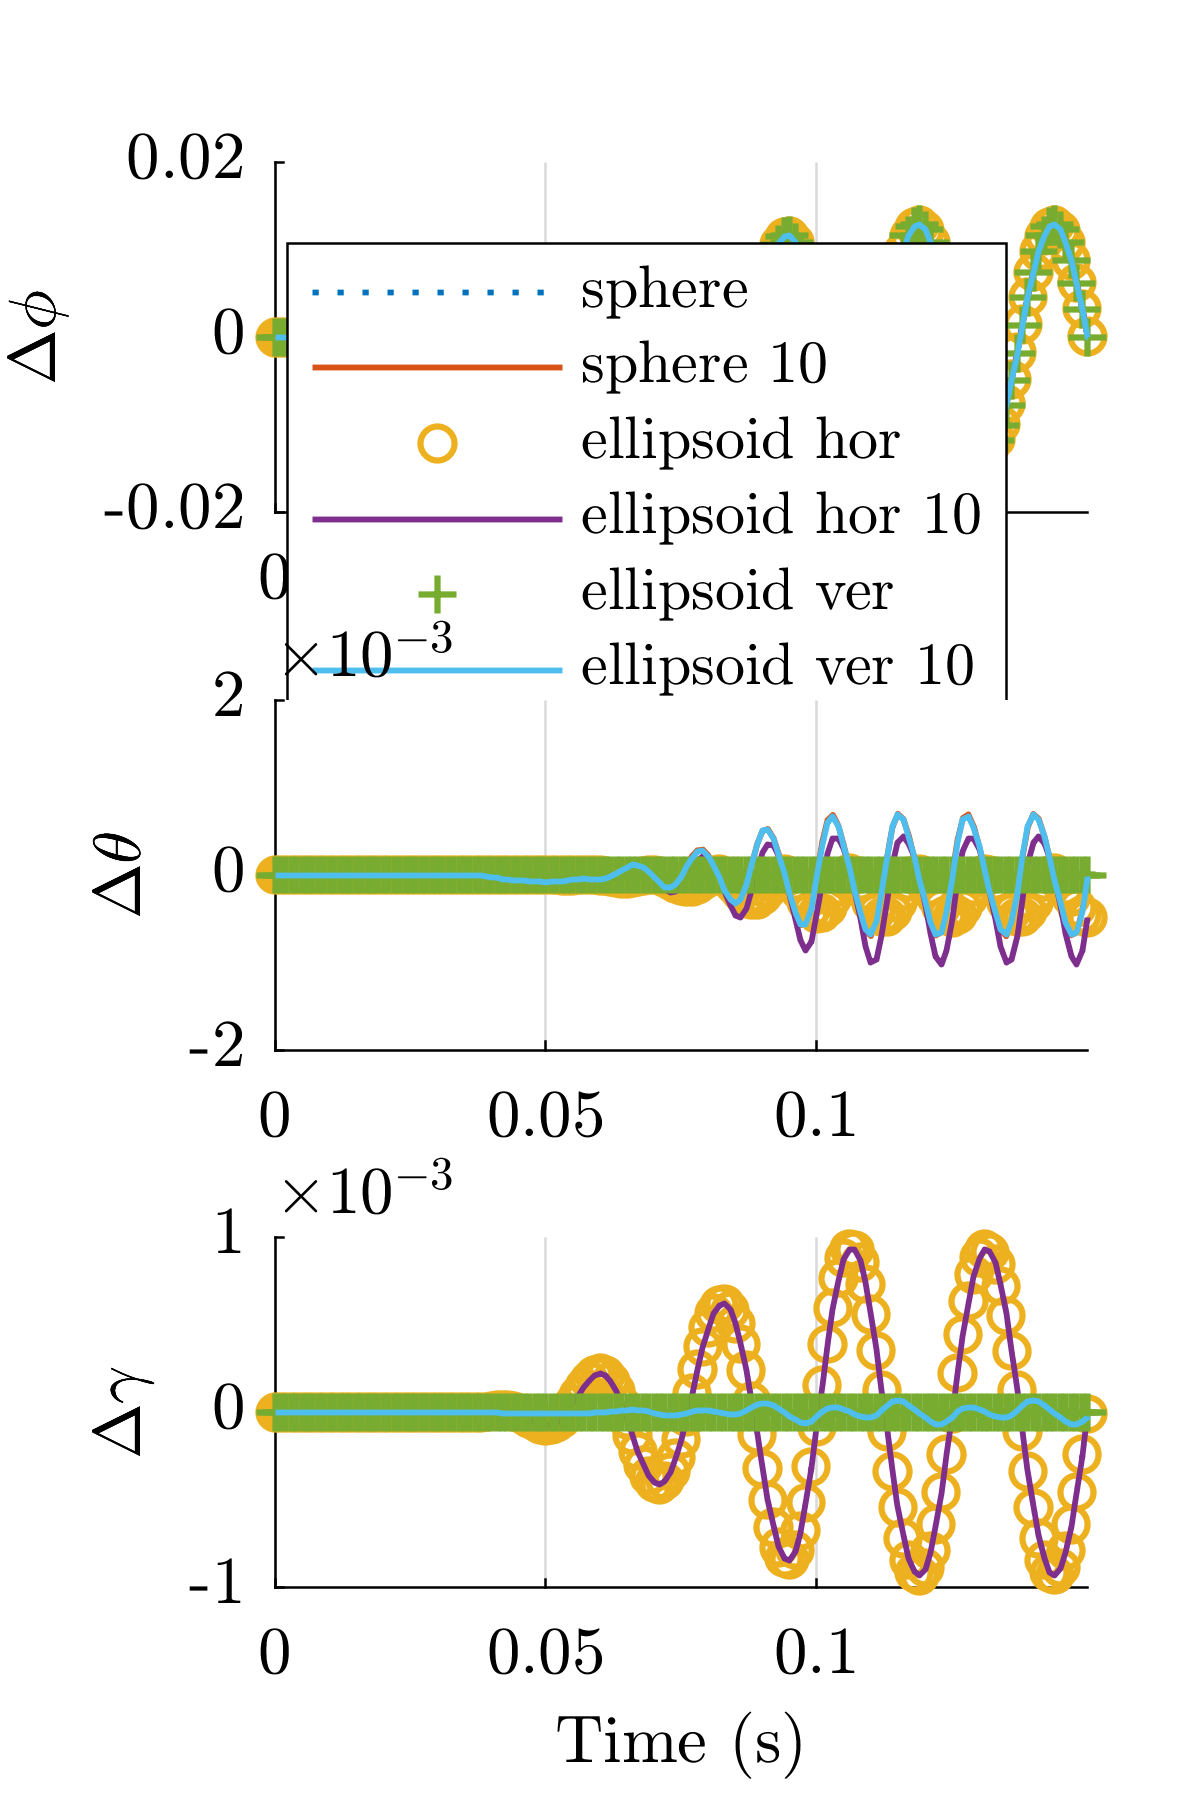 0.02
0
-0.02
Δϕ
0
sphere
sphere 10
ellipsoid hor
ellipsoid hor 10
ellipsoid ver
ellipsoid ver 10
×10⁻³
2
0
-2
Δθ
0 0.05 0.1
×10⁻³
1
0
-1
Δγ
0 0.05 0.1
Time (s)